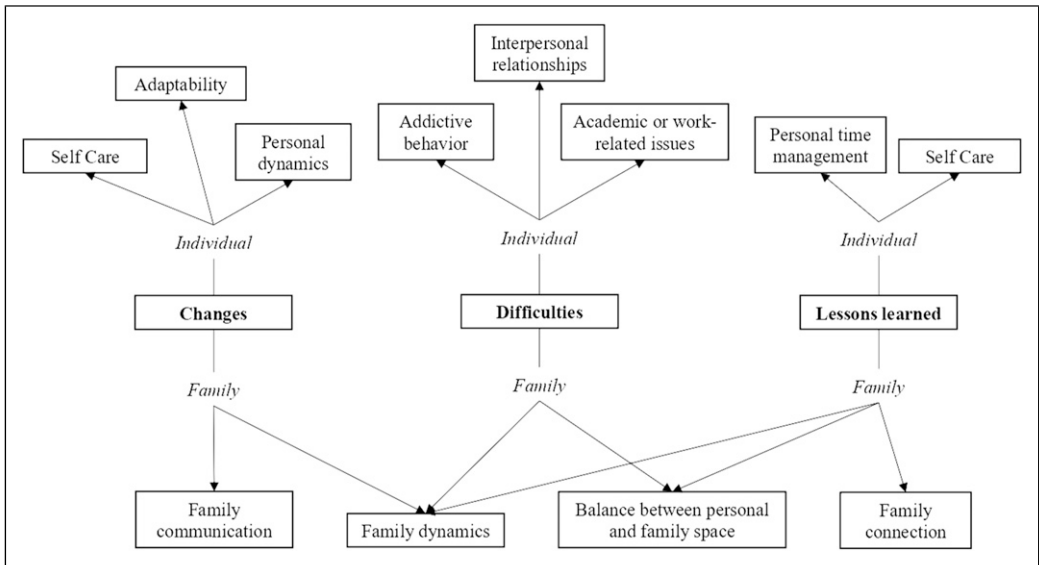 Interpersonal
relationships
Adaptability
Addictive
behavior
Academic or work-
related issues
Personal
dynamics
Personal time
management
Self Care
Self Care
Individual
Individual
Individual
Changes
Difficulties
Lessons learned
Family
Family
Family
Family
communication
Family dynamics
Balance between personal
and family space
Family
connection